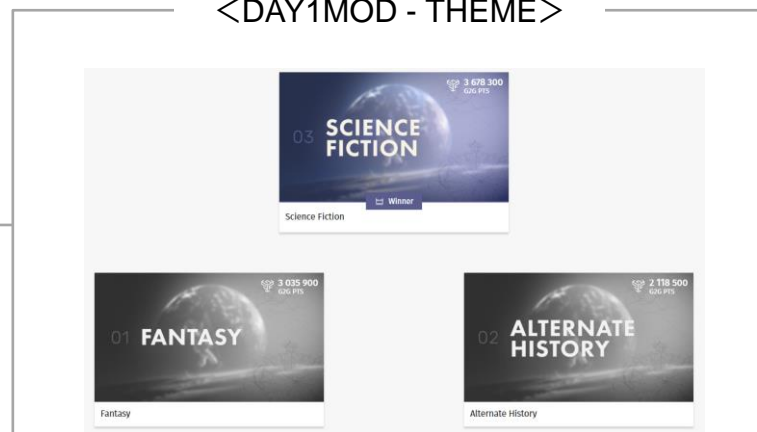 <DAY1MOD - THEME>
3 678 300
G2G PTS
03
SCIENCE
FICTION
Winner
Science Fiction
3 035 900
G2G PTS
01
FANTASY
Fantasy
2 118 500
G2G PTS
02
ALTERNATE
HISTORY
Alternate History